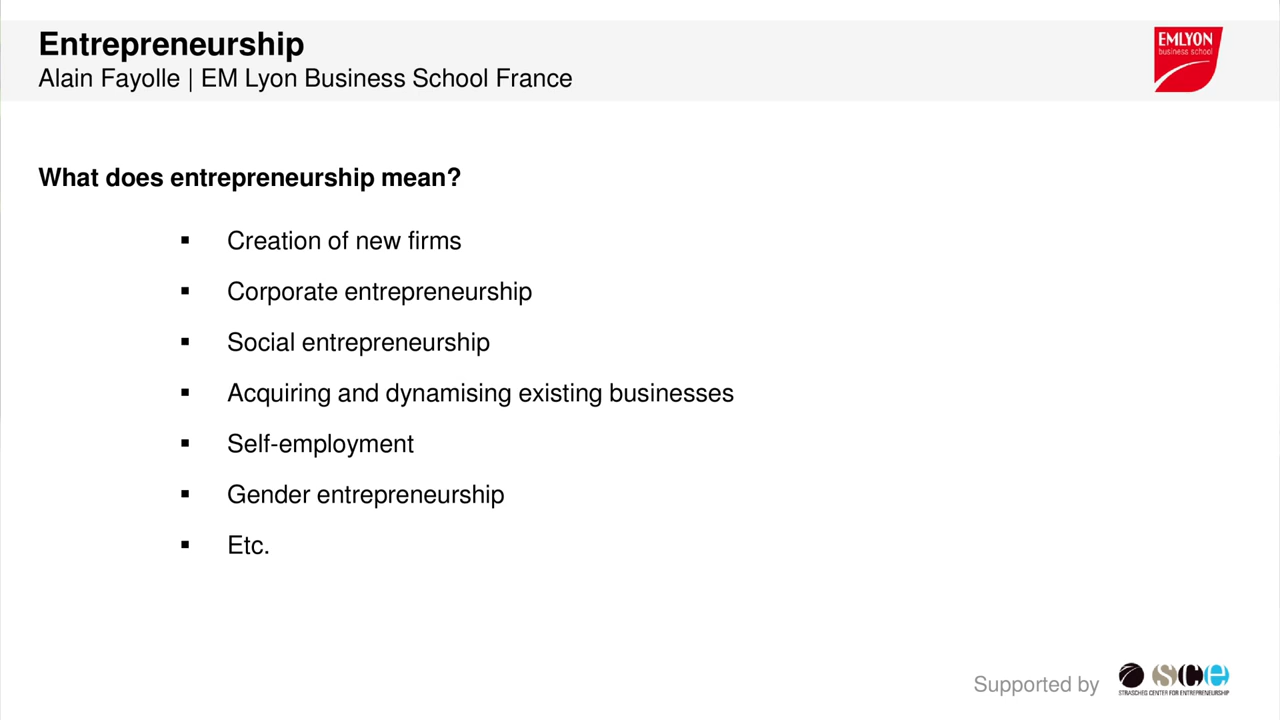 Entrepreneurship
Alain Fayolle | EM Lyon Business School France
EMLYON
business school
What does entrepreneurship mean?
▪ Creation of new firms
▪ Corporate entrepreneurship
▪ Social entrepreneurship
▪ Acquiring and dynamising existing businesses
▪ Self-employment
▪ Gender entrepreneurship
▪ Etc.
Supported by
sce
STRASCHEG CENTER FOR ENTREPRENEURSHIP